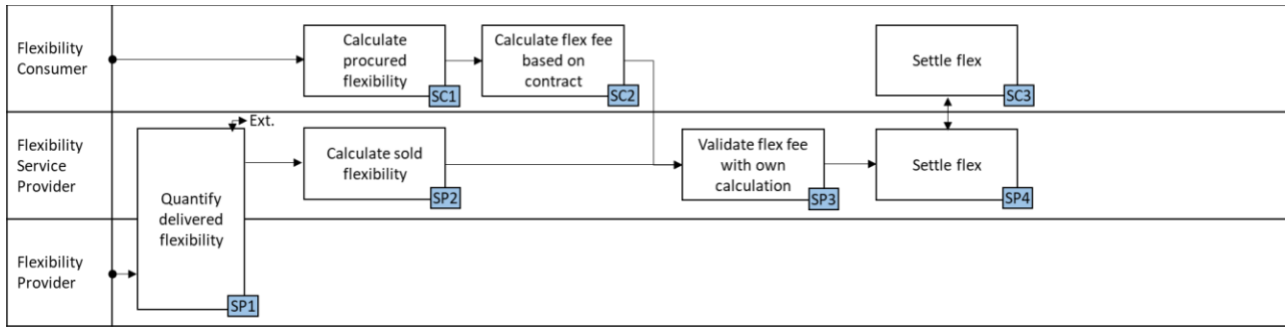 Flexibility
Consumer
Calculate
procured
flexibility
SC1
Calculate flex fee
based on
contract
SC2
Settle flex
SC3
Flexibility
Service
Provider
Ext.
Quantify
delivered
flexibility
SP1
Calculate sold
flexibility
SP2
Validate flex fee
with own
calculation
SP3
Settle flex
SP4
Flexibility
Provider